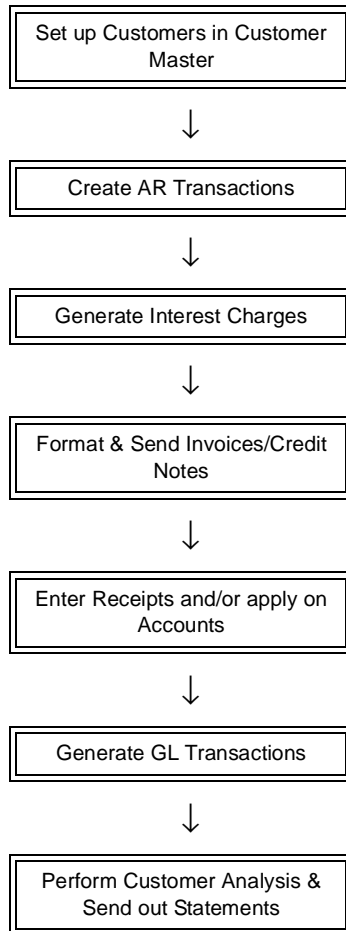 Set up Customers in Customer
Master
↓
Create AR Transactions
↓
Generate Interest Charges
↓
Format & Send Invoices/Credit
Notes
↓
Enter Receipts and/or apply on
Accounts
↓
Generate GL Transactions
↓
Perform Customer Analysis &
Send out Statements